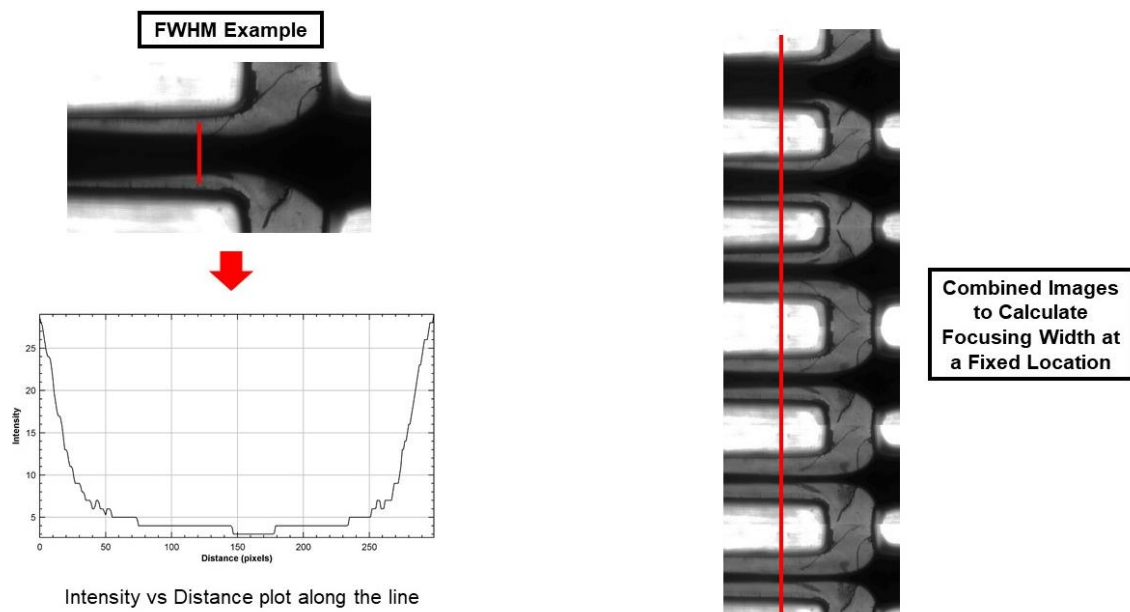 FWHM Example
Intensity
25
20
15
10
5
0
50
100
150
200
250
Distance (pixels)
Intensity vs Distance plot along the line
Combined Images
to Calculate
Focusing Width at
a Fixed Location